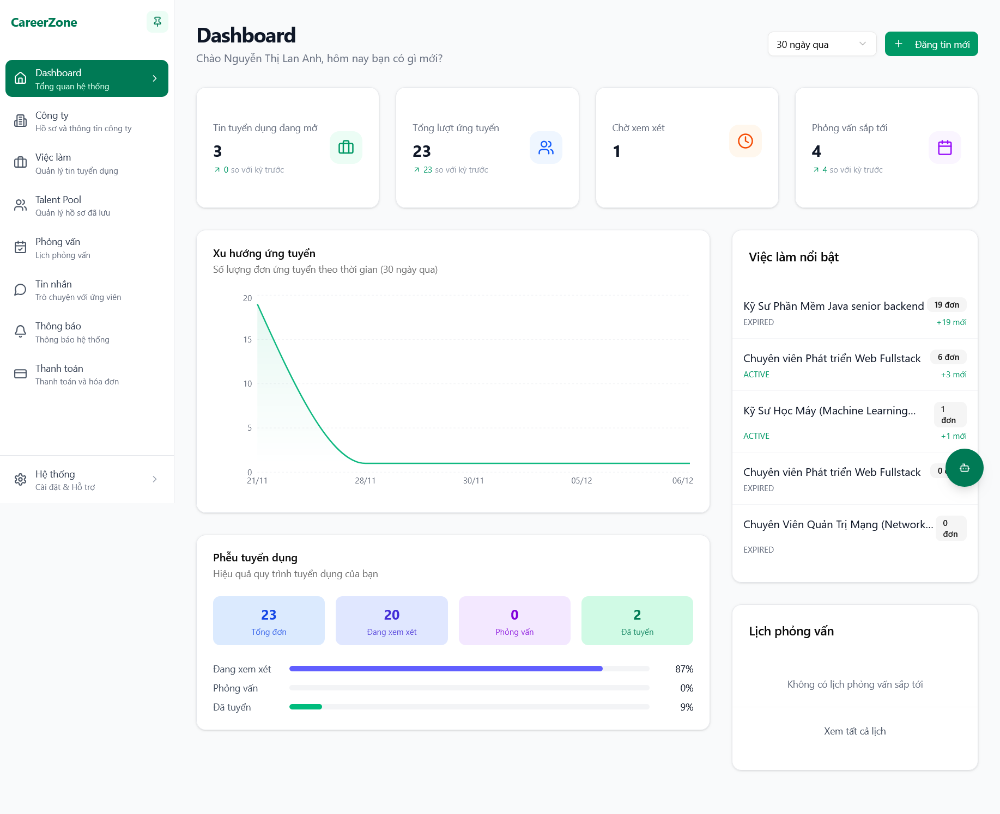 CareerZone
Dashboard
Tổng quan hệ thống
Công ty
Hồ sơ và thông tin công ty
Việc làm
Quản lý tin tuyển dụng
Talent Pool
Quản lý hồ sơ đã lưu
Phỏng vấn
Lịch phỏng vấn
Tin nhắn
Trò chuyện với ứng viên
Thông báo
Thông báo hệ thống
Thanh toán
Thanh toán và hóa đơn
Hệ thống
Cài đặt & Hỗ trợ
Dashboard
Chào Nguyễn Thị Lan Anh, hôm nay bạn có gì mới?
30 ngày qua
Đăng tin mới
Tin tuyển dụng đang mở
3
0 so với kỳ trước
Tổng lượt ứng tuyển
23
23 so với kỳ trước
Chờ xem xét
1
Phỏng vấn sắp tới
4
4 so với kỳ trước
Xu hướng ứng tuyển
Số lượng đơn ứng tuyển theo thời gian (30 ngày qua)
20
15
10
5
0
21/11 28/11 30/11 05/12 06/12
Phễu tuyển dụng
Hiệu quả quy trình tuyển dụng của bạn
23
Tổng đơn
20
Đang xem xét
0
Phỏng vấn
2
Đã tuyển
Đang xem xét 87%
Phỏng vấn 0%
Đã tuyển 9%
Việc làm nổi bật
Kỹ Sư Phần Mềm Java senior backend 19 đơn
EXPIRED +19 mới
Chuyên viên Phát triển Web Fullstack 6 đơn
ACTIVE +3 mới
Kỹ Sư Học Máy (Machine Learning... 1
đơn
ACTIVE +1 mới
Chuyên viên Phát triển Web Fullstack 0
EXPIRED
Chuyên Viên Quản Trị Mạng (Network... 0
đơn
EXPIRED
Lịch phỏng vấn
Không có lịch phỏng vấn sắp tới
Xem tất cả lịch